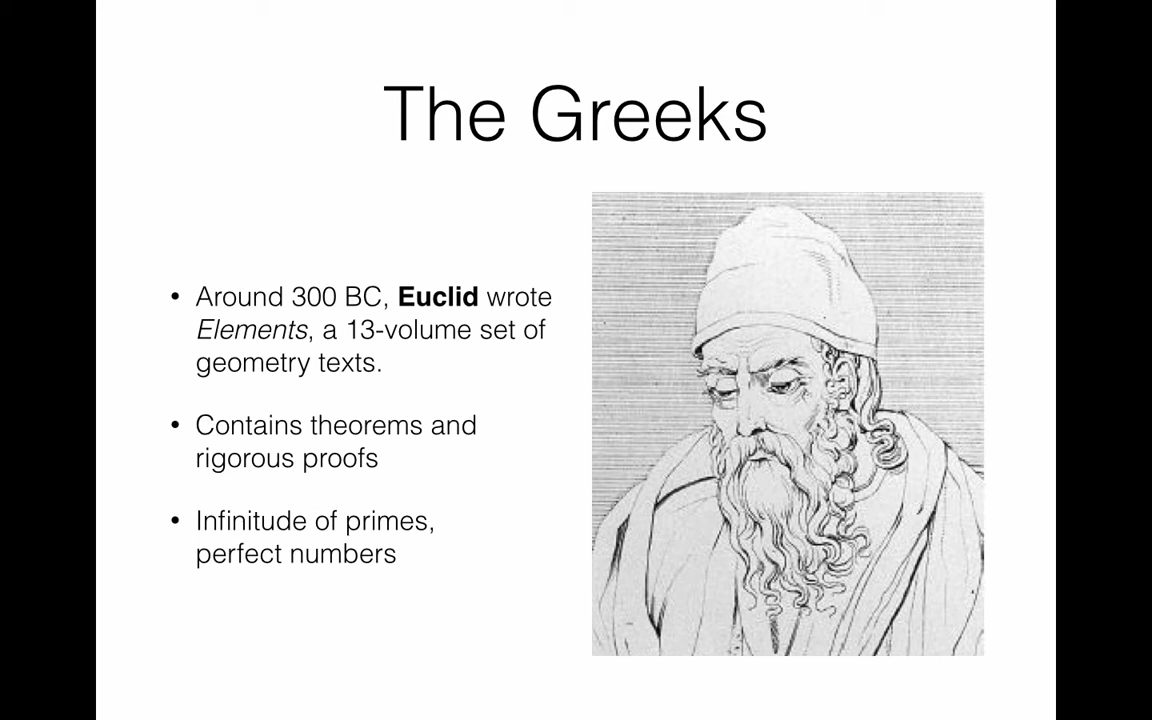 The Greeks
• Around 300 BC, Euclid wrote
Elements, a 13-volume set of
geometry texts.
• Contains theorems and
rigorous proofs
• Infinitude of primes,
perfect numbers